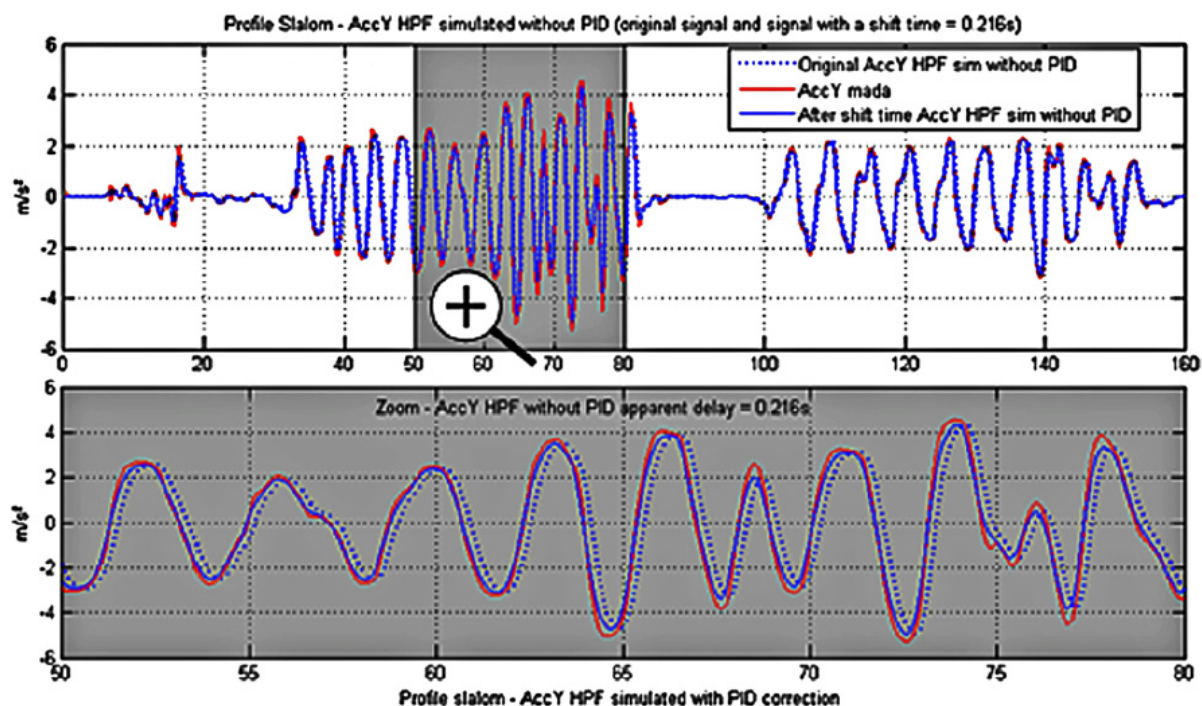 Profile Slalom - AccY HPF simulated without PID (original signal and signal with a shift time = 0.216s)
6
4
2
0
-2
-4
-6
m/s²
Original AccY HPF sim without PID
AccY mada
After shift time AccY HPF sim without PID
0 20 40 50 60 70 80 100 120 140 160
Zoom - AccY HPF without PID apparent delay = 0.216s
6
4
2
0
-2
-4
-6
m/s²
50 55 60 65 70 75 80
Profile slalom - AccY HPF simulated with PID correction